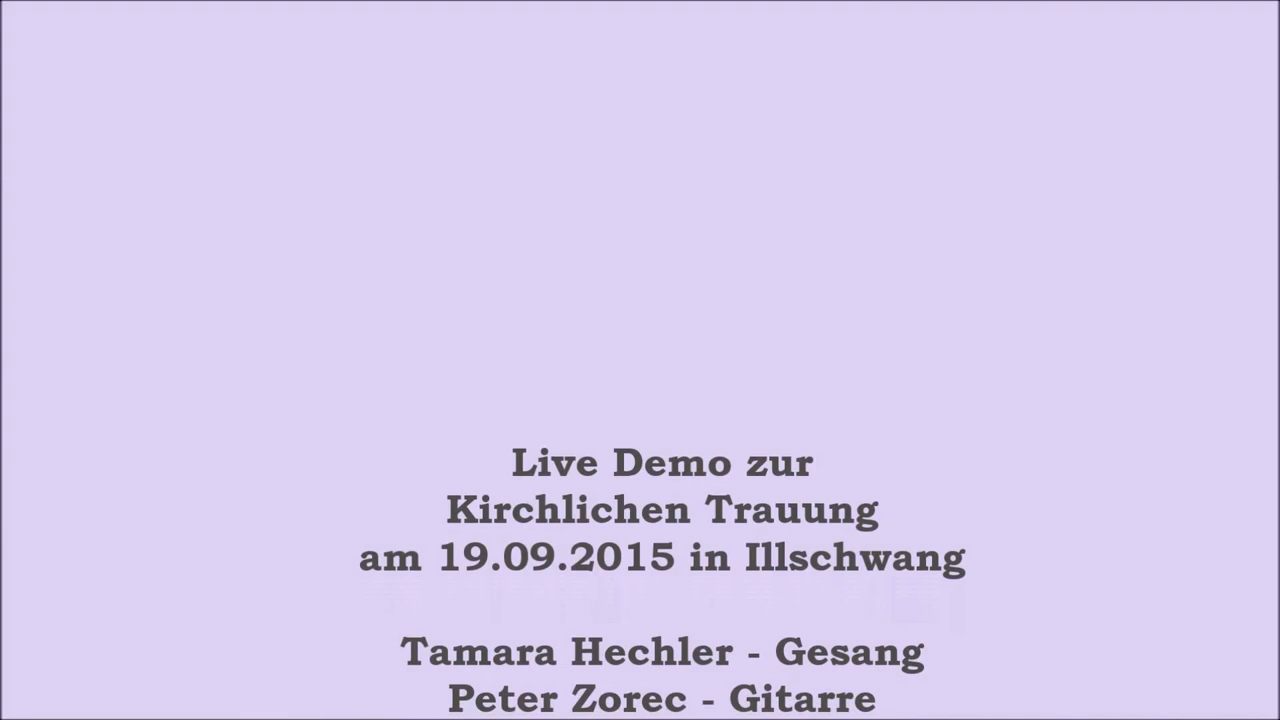 Live Demo zur
Kirchlichen Trauung
am 19.09.2015 in Illschwang
Tamara Hechler - Gesang
Peter Zorec - Gitarre